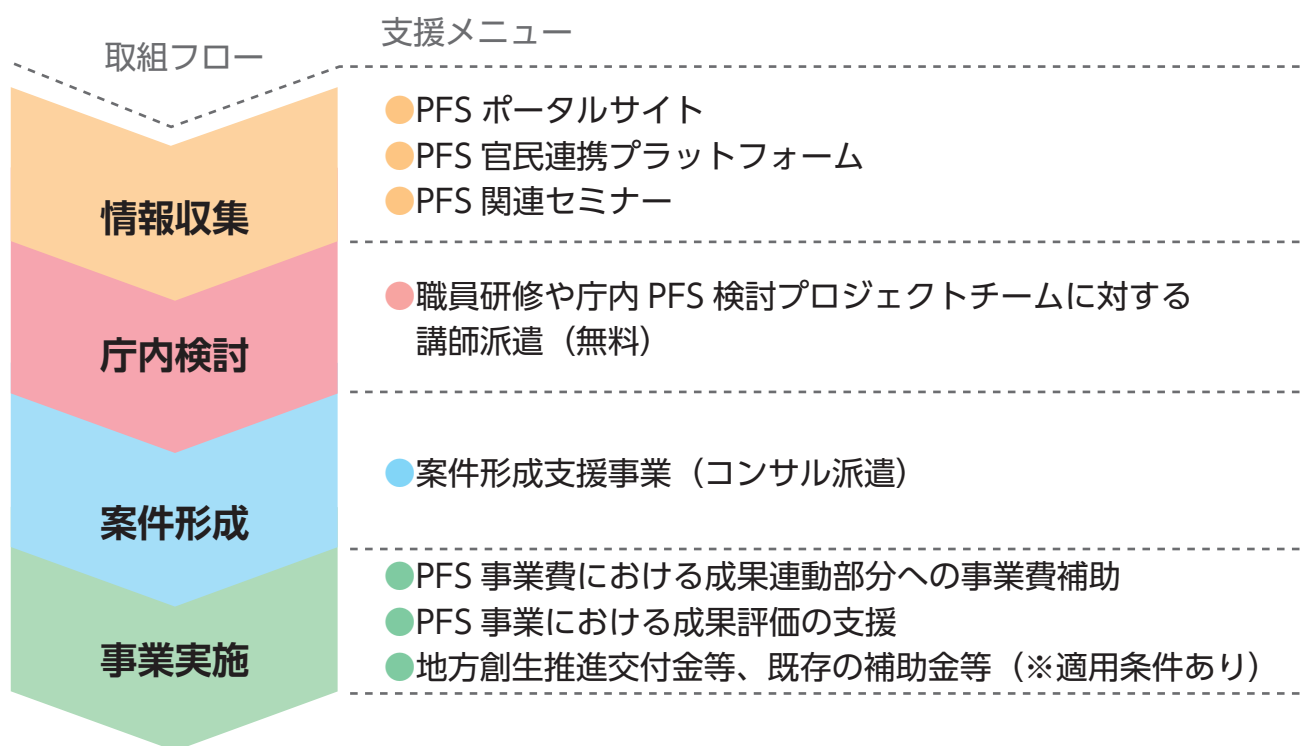 取組フロー
支援メニュー
情報収集
●PFS ポータルサイト
●PFS 官民連携プラットフォーム
●PFS 関連セミナー
庁内検討
●職員研修や庁内 PFS 検討プロジェクトチームに対する
講師派遣（無料）
案件形成
●案件形成支援事業（コンサル派遣）
事業実施
●PFS 事業費における成果連動部分への事業費補助
●PFS 事業における成果評価の支援
●地方創生推進交付金等、既存の補助金等（※適用条件あり）